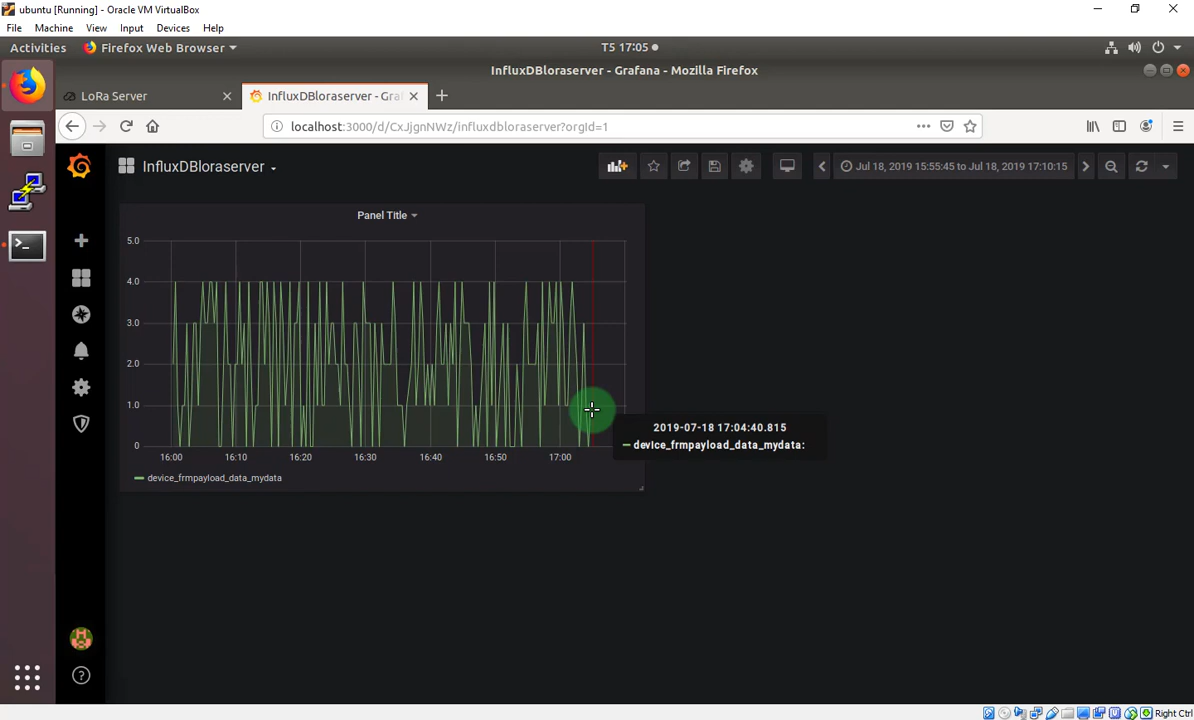 ubuntu [Running] - Oracle VM VirtualBox
File Machine View Input Devices Help
Activities Firefox Web Browser T5 17:05
InfluxDBloraserver - Grafana - Mozilla Firefox
LoRa Server InfluxDBloraserver - Gra
localhost:3000/d/CxJjgnNWz/influxdbloraserver?orgId=1
InfluxDBloraserver Jul 18, 2019 15:55:45 to Jul 18, 2019 17:10:15
Panel Title
5.0
4.0
3.0
2.0
1.0
0
16:00 16:10 16:20 16:30 16:40 16:50 17:00
2019-07-18 17:04:40.815
device_frmpayload_data_mydata:
device_frmpayload_data_mydata
Right Ctrl